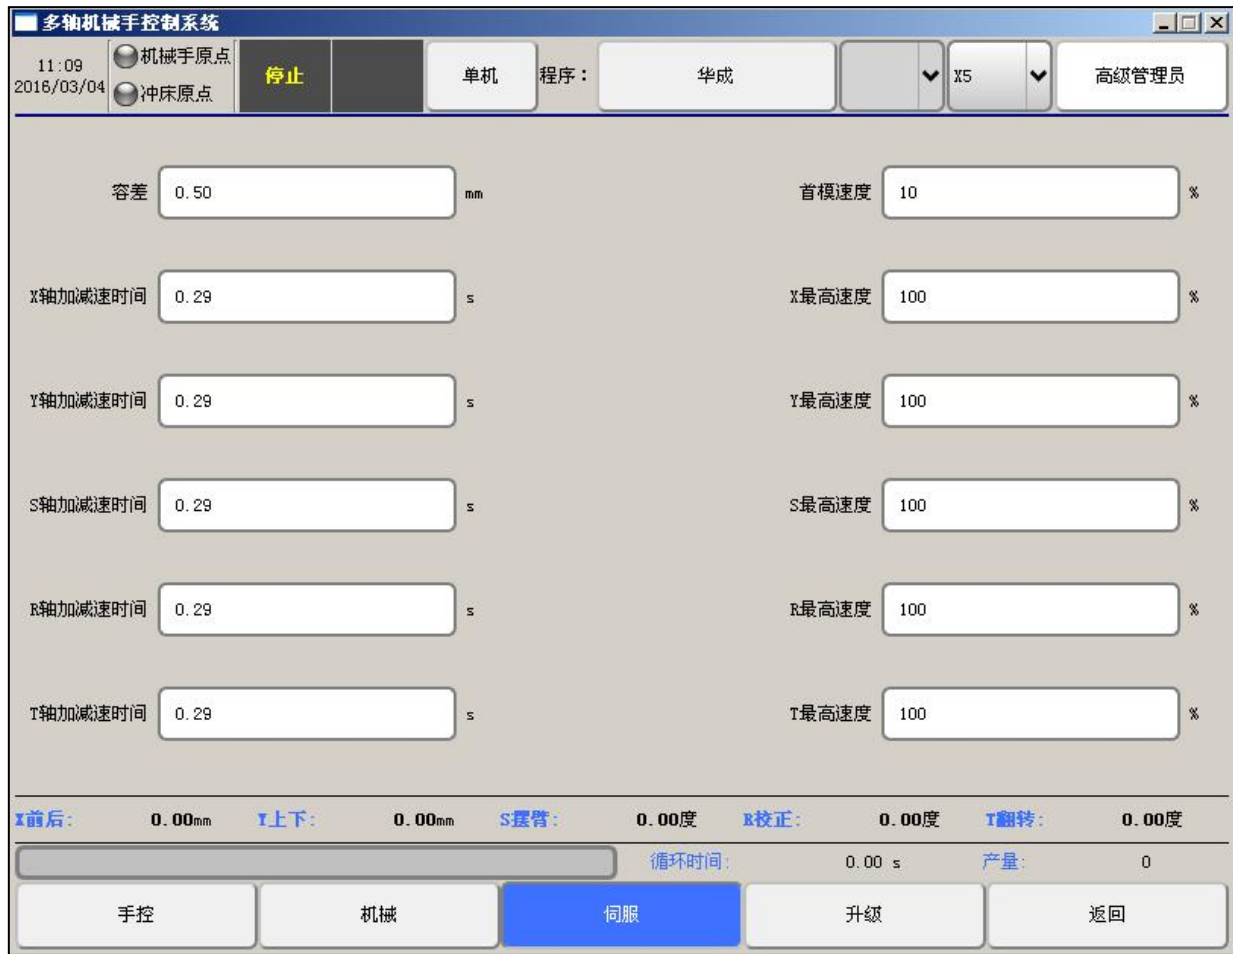 多轴机械手控制系统
11:09
2016/03/04
机械手原点
冲床原点
停止
单机
程序：
华成
X5
高级管理员
容差 0.50 mm 首模速度 10 %
X轴加减速时间 0.29 s X最高速度 100 %
Y轴加减速时间 0.29 s Y最高速度 100 %
S轴加减速时间 0.29 s S最高速度 100 %
R轴加减速时间 0.29 s R最高速度 100 %
T轴加减速时间 0.29 s T最高速度 100 %
X前后: 0.00mm Y上下: 0.00mm S摆臂: 0.00度 R校正: 0.00度 T翻转: 0.00度
循环时间: 0.00 s 产量: 0
手控 机械 伺服 升级 返回